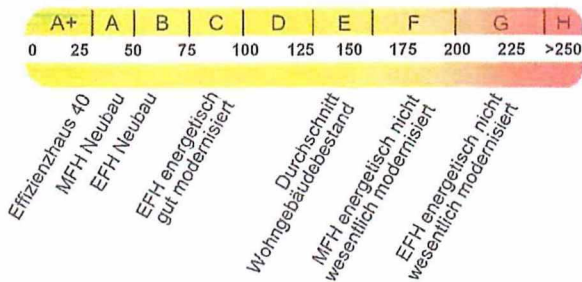 A+ A B C D E F G H
0 25 50 75 100 125 150 175 200 225 >250
Effizienzhaus 40
MFH Neubau
EFH Neubau
EFH energetisch
gut modernisiert
Durchschnitt
Wohngebäudebestand
MFH energetisch nicht
wesentlich modernisiert
EFH energetisch nicht
wesentlich modernisiert